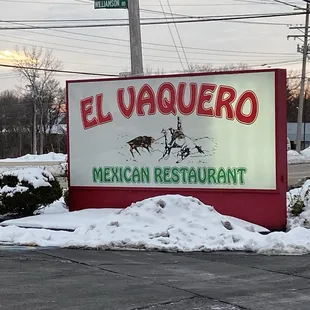 WILLIAMSON
EL VAQUERO
MEXICAN RESTAURANT